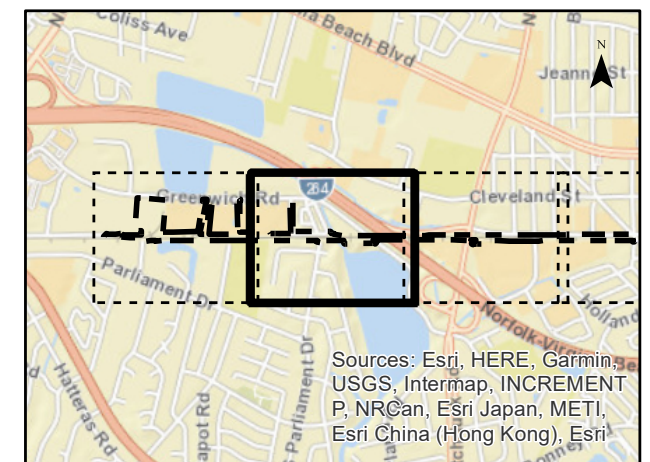 Coliss Ave
Beach Blvd
N
Jeanne St
264
Greenwich Rd
Cleveland St
Parliament Dr
Holland
Norfolk-Virginia Be
Hatteras Rd
S Parliament Dr
Sources: Esri, HERE, Garmin,
USGS, Intermap, INCREMENT
P, NRCan, Esri Japan, METI,
Esri China (Hong Kong), Esri